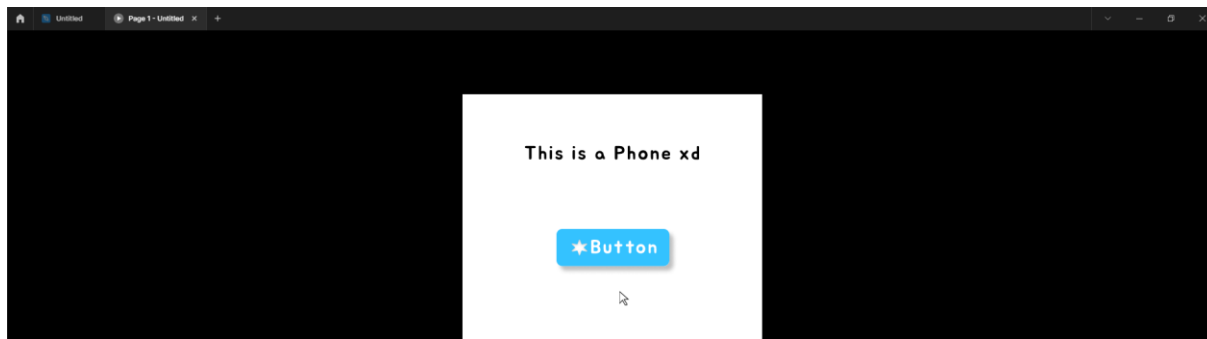 Untitled
Page 1 - Untitled
This is a Phone xd
Button